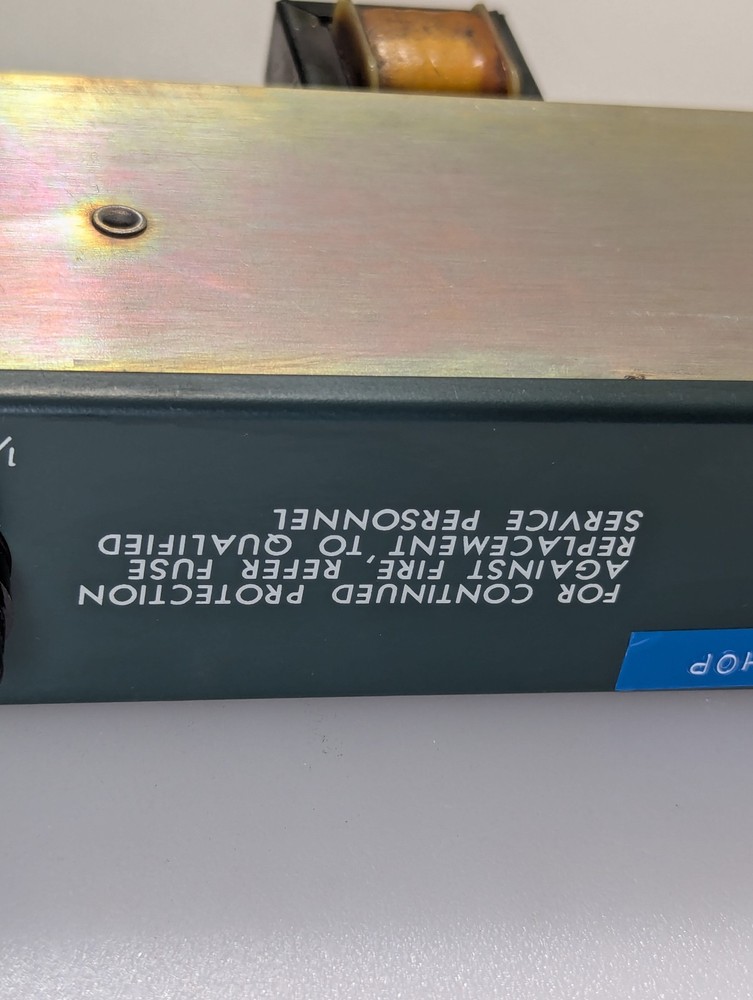 FOR CONTINUED PROTECTION
AGAINST FIRE, REFER FUSE
REPLACEMENT TO QUALIFIED
SERVICE PERSONNEL